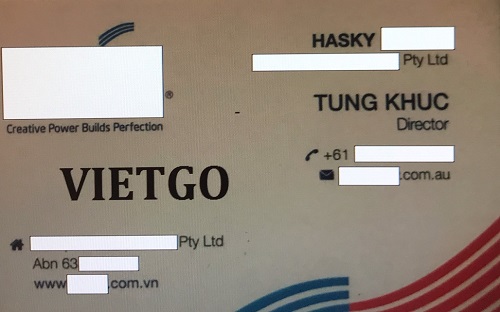 HASKY
Pty Ltd
®
Creative Power Builds Perfection
TUNG KHUC
Director
+61
.com.au
VIETGO
Pty Ltd
Abn 63
www .com.vn